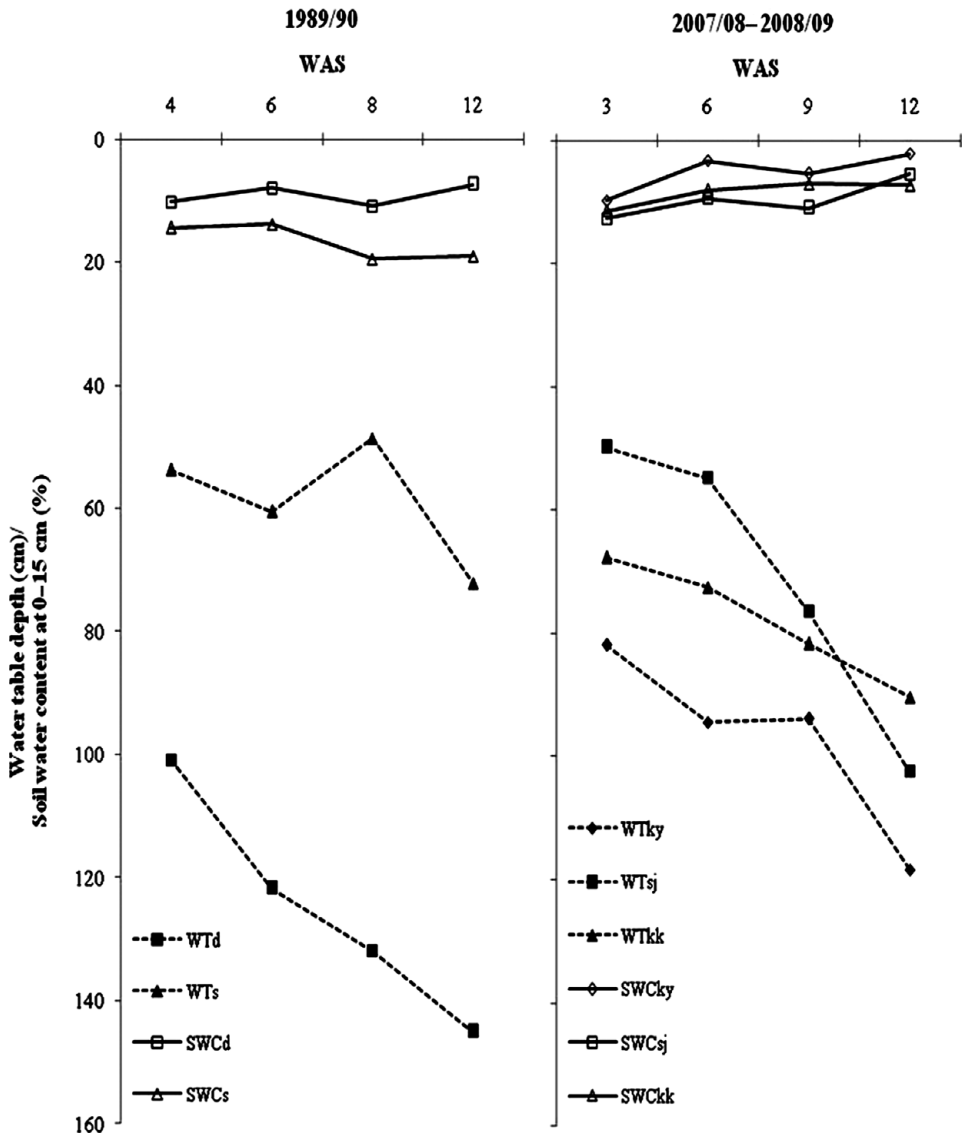 1989/90
WAS
4 6 8 12
2007/08–2008/09
WAS
3 6 9 12
0
20
40
60
80
100
120
140
160
Water table depth (cm)/
Soil water content at 0–15 cm (%)
WTd
WTs
SWCd
SWCs
WTky
WTsj
WTkk
SWCky
SWCsj
SWCkk